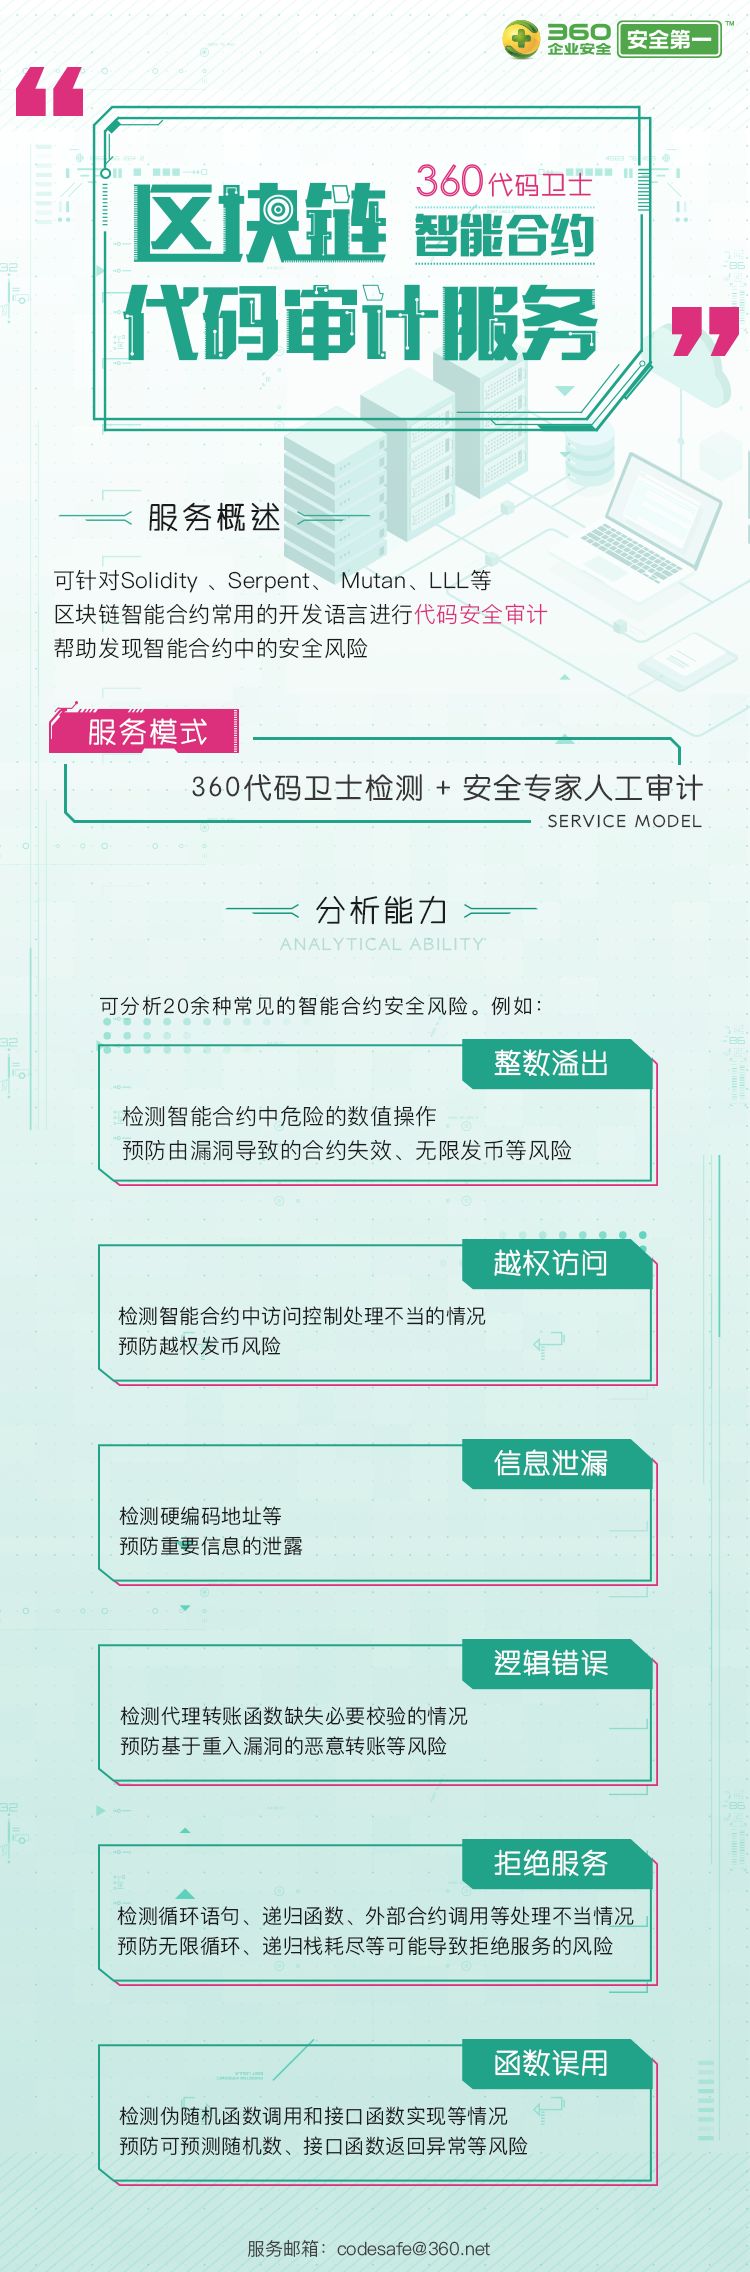 360
企业安全
安全第一
TM
360代码卫士
区块链
智能合约
代码审计服务
服务概述
可针对Solidity 、Serpent、 Mutan、LLL等
区块链智能合约常用的开发语言进行代码安全审计
帮助发现智能合约中的安全风险
服务模式
360代码卫士检测 + 安全专家人工审计
SERVICE MODEL
分析能力
ANALYTICAL ABILITY
可分析20余种常见的智能合约安全风险。例如:
整数溢出
检测智能合约中危险的数值操作
预防由漏洞导致的合约失效、无限发币等风险
越权访问
检测智能合约中访问控制处理不当的情况
预防越权发币风险
信息泄漏
检测硬编码地址等
预防重要信息的泄露
逻辑错误
检测代理转账函数缺失必要校验的情况
预防基于重入漏洞的恶意转账等风险
拒绝服务
检测循环语句、递归函数、外部合约调用等处理不当情况
预防无限循环、递归栈耗尽等可能导致拒绝服务的风险
函数误用
检测伪随机函数调用和接口函数实现等情况
预防可预测随机数、接口函数返回异常等风险
服务邮箱：codesafe@360.net